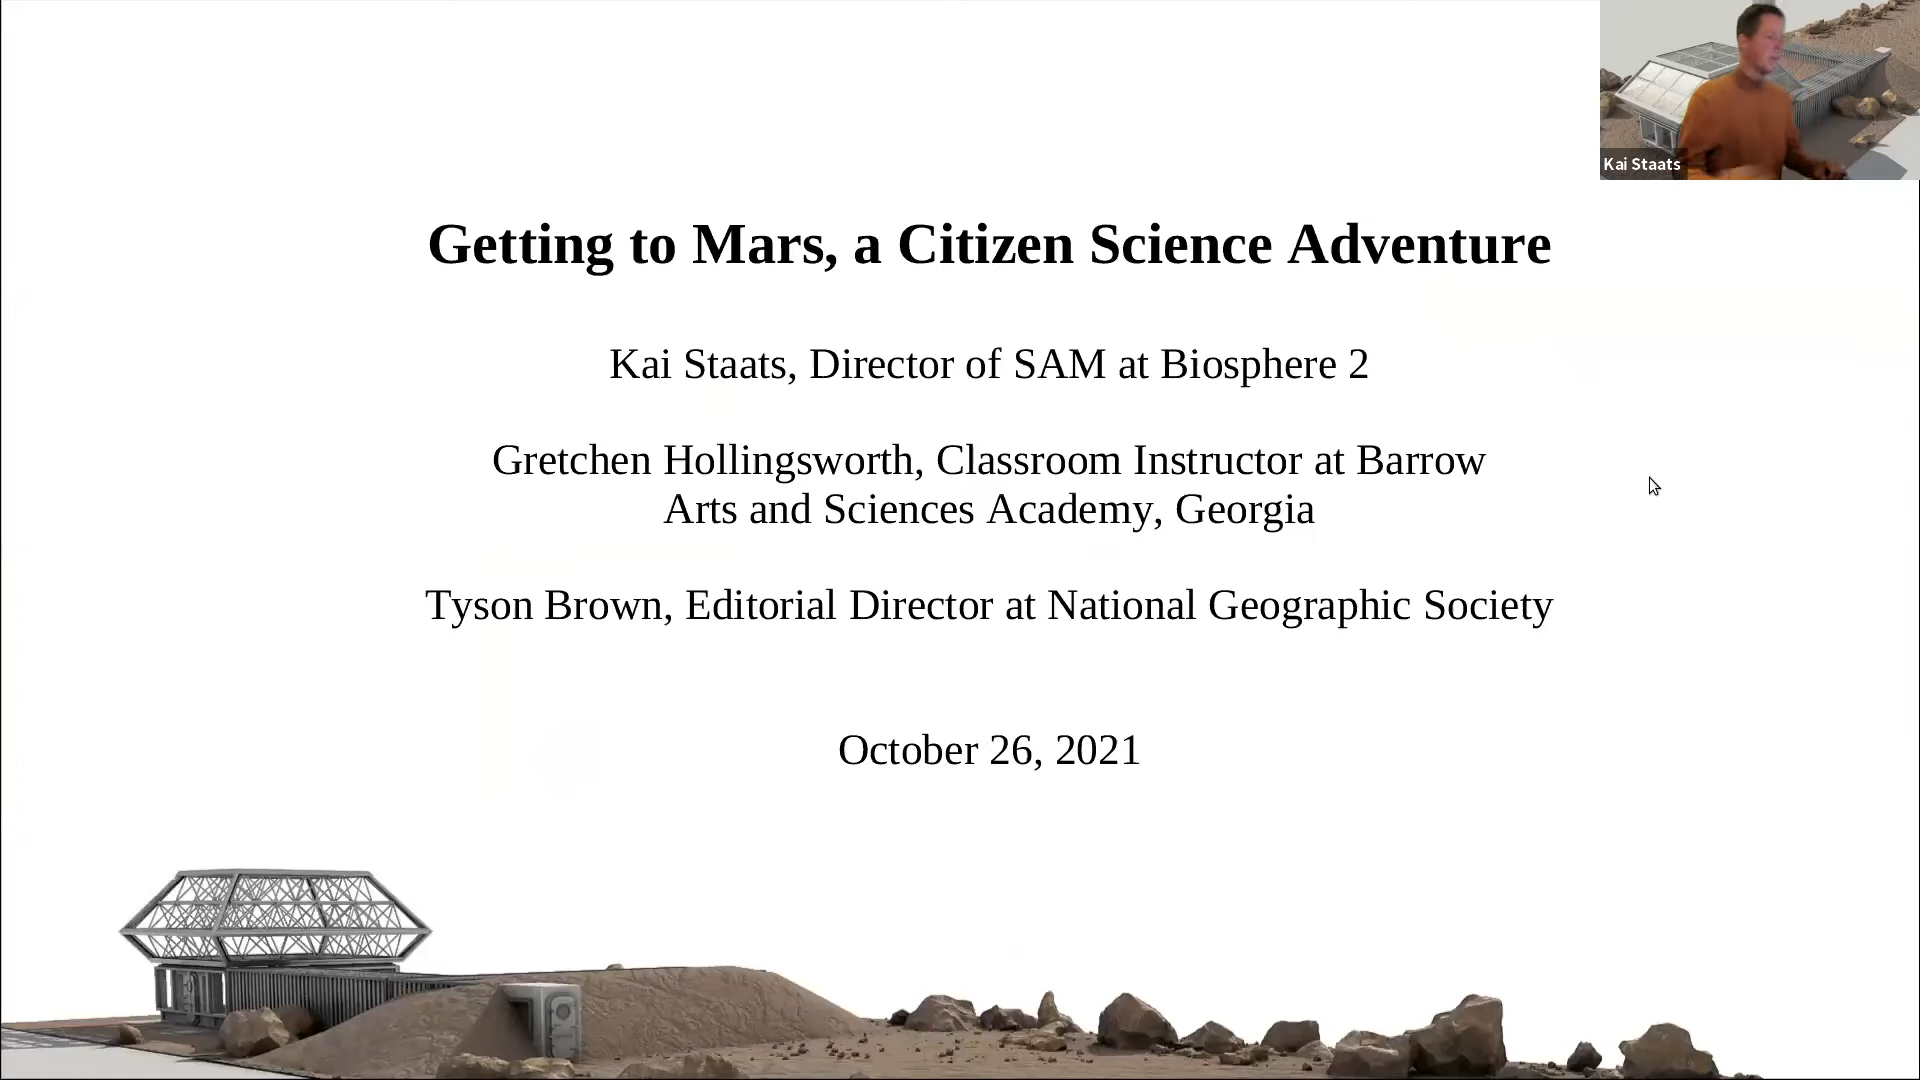 Kai Staats
Getting to Mars, a Citizen Science Adventure
Kai Staats, Director of SAM at Biosphere 2
Gretchen Hollingsworth, Classroom Instructor at Barrow
Arts and Sciences Academy, Georgia
Tyson Brown, Editorial Director at National Geographic Society
October 26, 2021